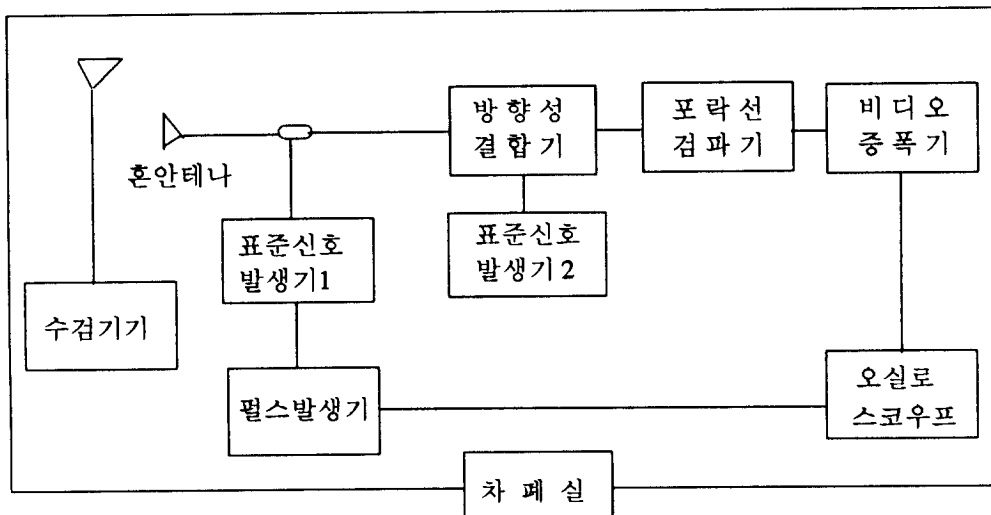 방향성
결합기
포락선
검파기
비디오
증폭기
혼안테나
표준신호
발생기1
표준신호
발생기2
수검기기
펄스발생기
오실로
스코우프
차폐실